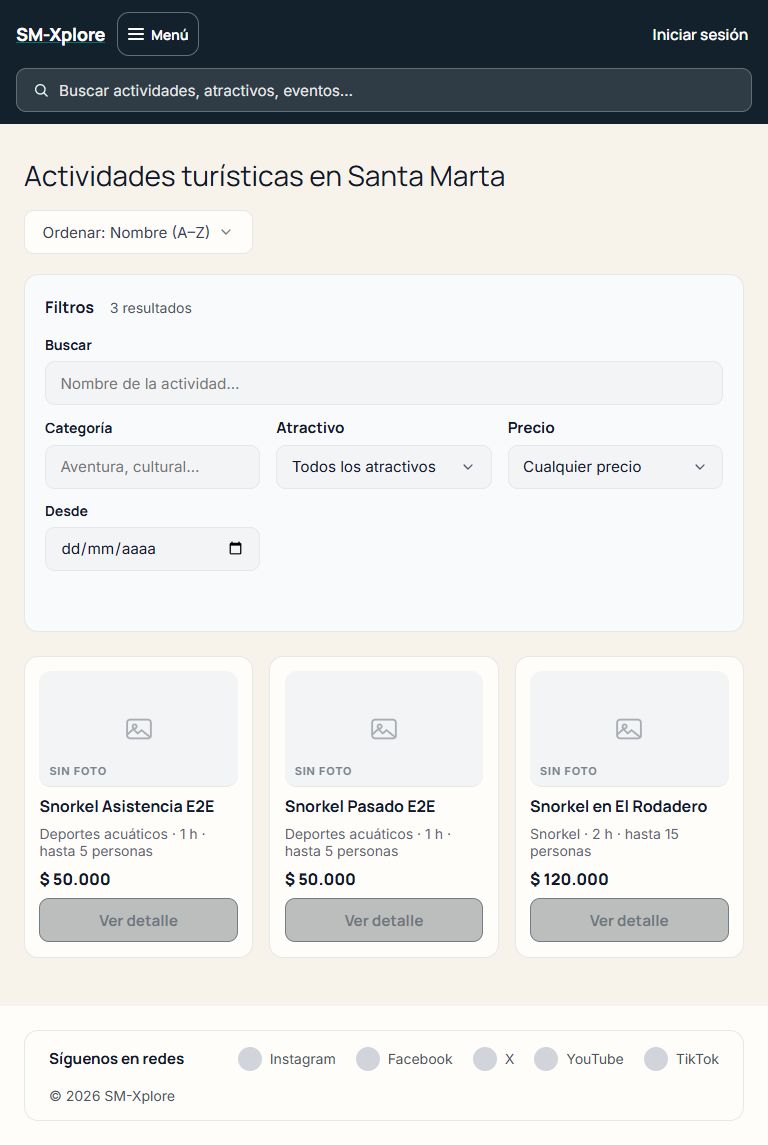 SM-Xplore Menú Iniciar sesión
Buscar actividades, atractivos, eventos...
Actividades turísticas en Santa Marta
Ordenar: Nombre (A–Z)
Filtros 3 resultados
Buscar
Nombre de la actividad...
Categoría Atractivo Precio
Aventura, cultural... Todos los atractivos Cualquier precio
Desde
dd/mm/aaaa
SIN FOTO
Snorkel Asistencia E2E
Deportes acuáticos · 1 h ·
hasta 5 personas
$ 50.000
Ver detalle
SIN FOTO
Snorkel Pasado E2E
Deportes acuáticos · 1 h ·
hasta 5 personas
$ 50.000
Ver detalle
SIN FOTO
Snorkel en El Rodadero
Snorkel · 2 h · hasta 15
personas
$ 120.000
Ver detalle
Síguenos en redes Instagram Facebook X YouTube TikTok
© 2026 SM-Xplore